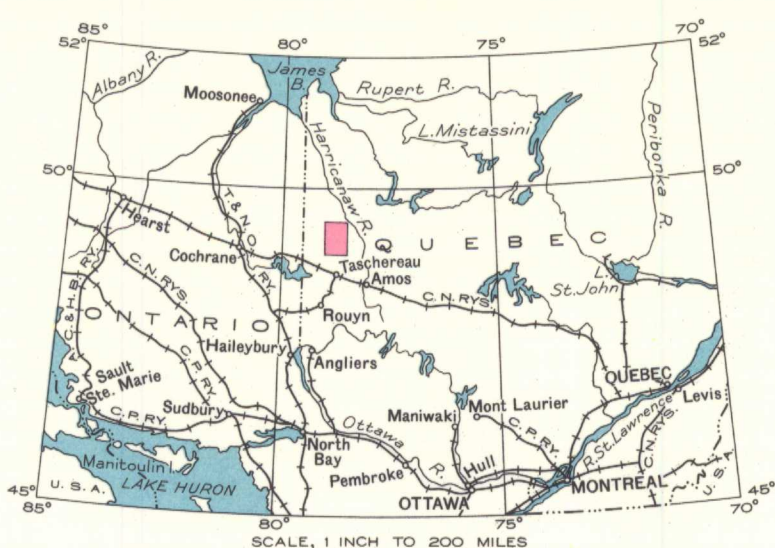 85°
80°
75°
70°
52°
52°
Albany R.
James
B.
Moosonee
Rupert R.
L. Mistassini
Peribonka R.
Harricanaw R.
50°
50°
Hearst
T. & N. O. RY.
Cochrane
QUEBEC
Taschereau
Amos
C.N. RYS.
C.N. RYS.
L.
St. John
A.C. & H.B. RY.
ONTARIO
Rouyn
Haileybury
Angliers
C.P. RY.
Sault
Ste. Marie
Sudbury
C.P. RY.
QUEBEC
Levis
Maniwaki
Mont Laurier
C.P. RY.
R. St. Lawrence
C.N. RYS.
Ottawa R.
North
Bay
Manitoulin I.
LAKE HURON
Pembroke
Hull
OTTAWA
MONTREAL
U.S.A.
U.S.A.
45°
45°
85°
80°
75°
70°
SCALE, 1 INCH TO 200 MILES